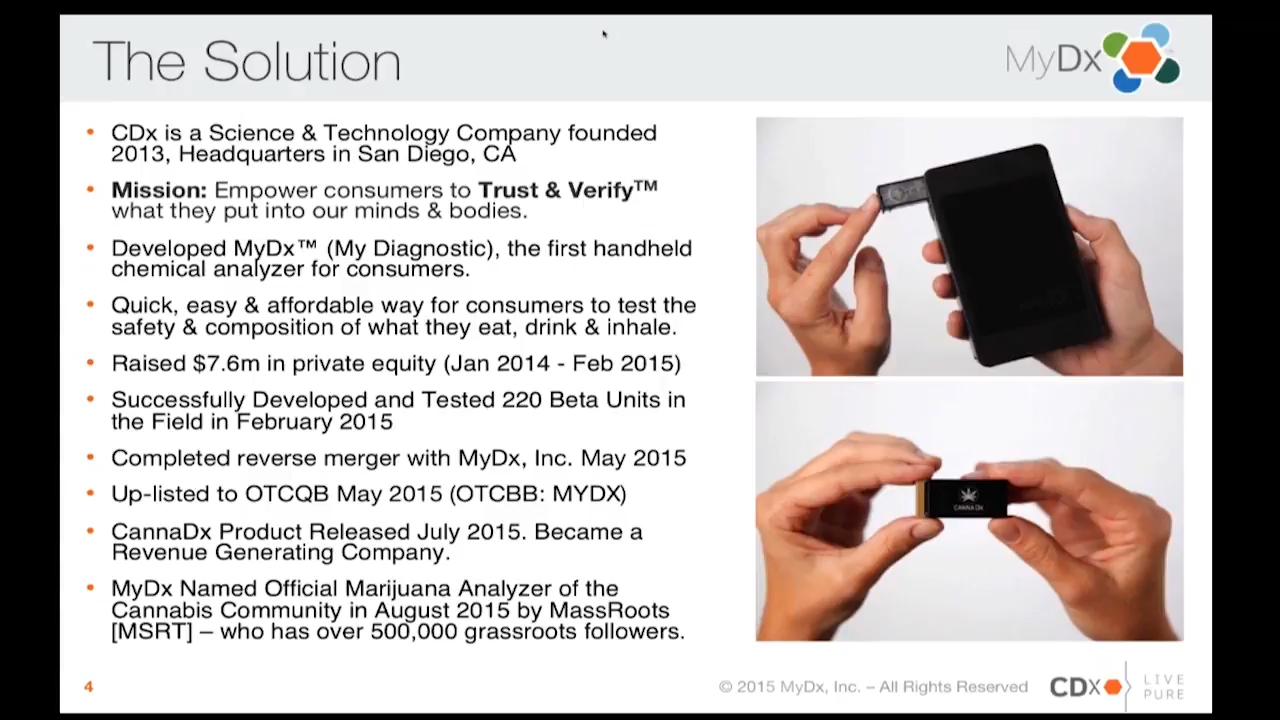 The Solution
MyDx
• CDx is a Science & Technology Company founded
2013, Headquarters in San Diego, CA
• Mission: Empower consumers to Trust & Verify™
what they put into our minds & bodies.
• Developed MyDx™ (My Diagnostic), the first handheld
chemical analyzer for consumers.
• Quick, easy & affordable way for consumers to test the
safety & composition of what they eat, drink & inhale.
• Raised $7.6m in private equity (Jan 2014 - Feb 2015)
• Successfully Developed and Tested 220 Beta Units in
the Field in February 2015
• Completed reverse merger with MyDx, Inc. May 2015
• Up-listed to OTCQB May 2015 (OTCBB: MYDX)
• CannaDx Product Released July 2015. Became a
Revenue Generating Company.
• MyDx Named Official Marijuana Analyzer of the
Cannabis Community in August 2015 by MassRoots
[MSRT] – who has over 500,000 grassroots followers.
CANNADx
4
© 2015 MyDx, Inc. – All Rights Reserved
CDx
LIVE
PURE